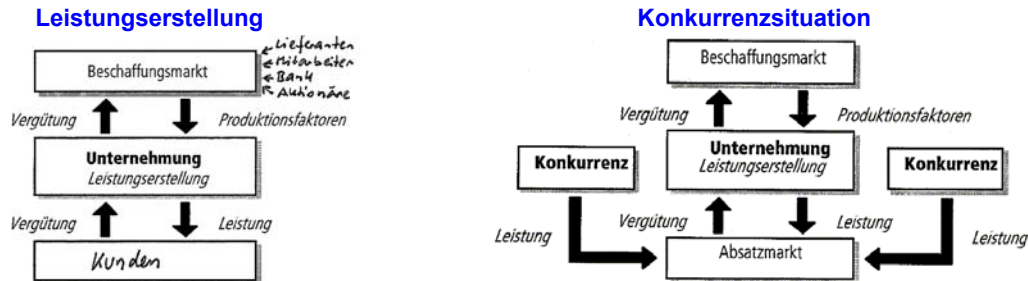 Leistungserstellung
Lieferanten
Mitarbeiter
Bank
Aktionäre
Beschaffungsmarkt
Vergütung
Produktionsfaktoren
Unternehmung
Leistungserstellung
Vergütung
Leistung
Kunden
Konkurrenzsituation
Beschaffungsmarkt
Vergütung
Produktionsfaktoren
Konkurrenz
Unternehmung
Leistungserstellung
Konkurrenz
Leistung
Vergütung
Leistung
Leistung
Absatzmarkt